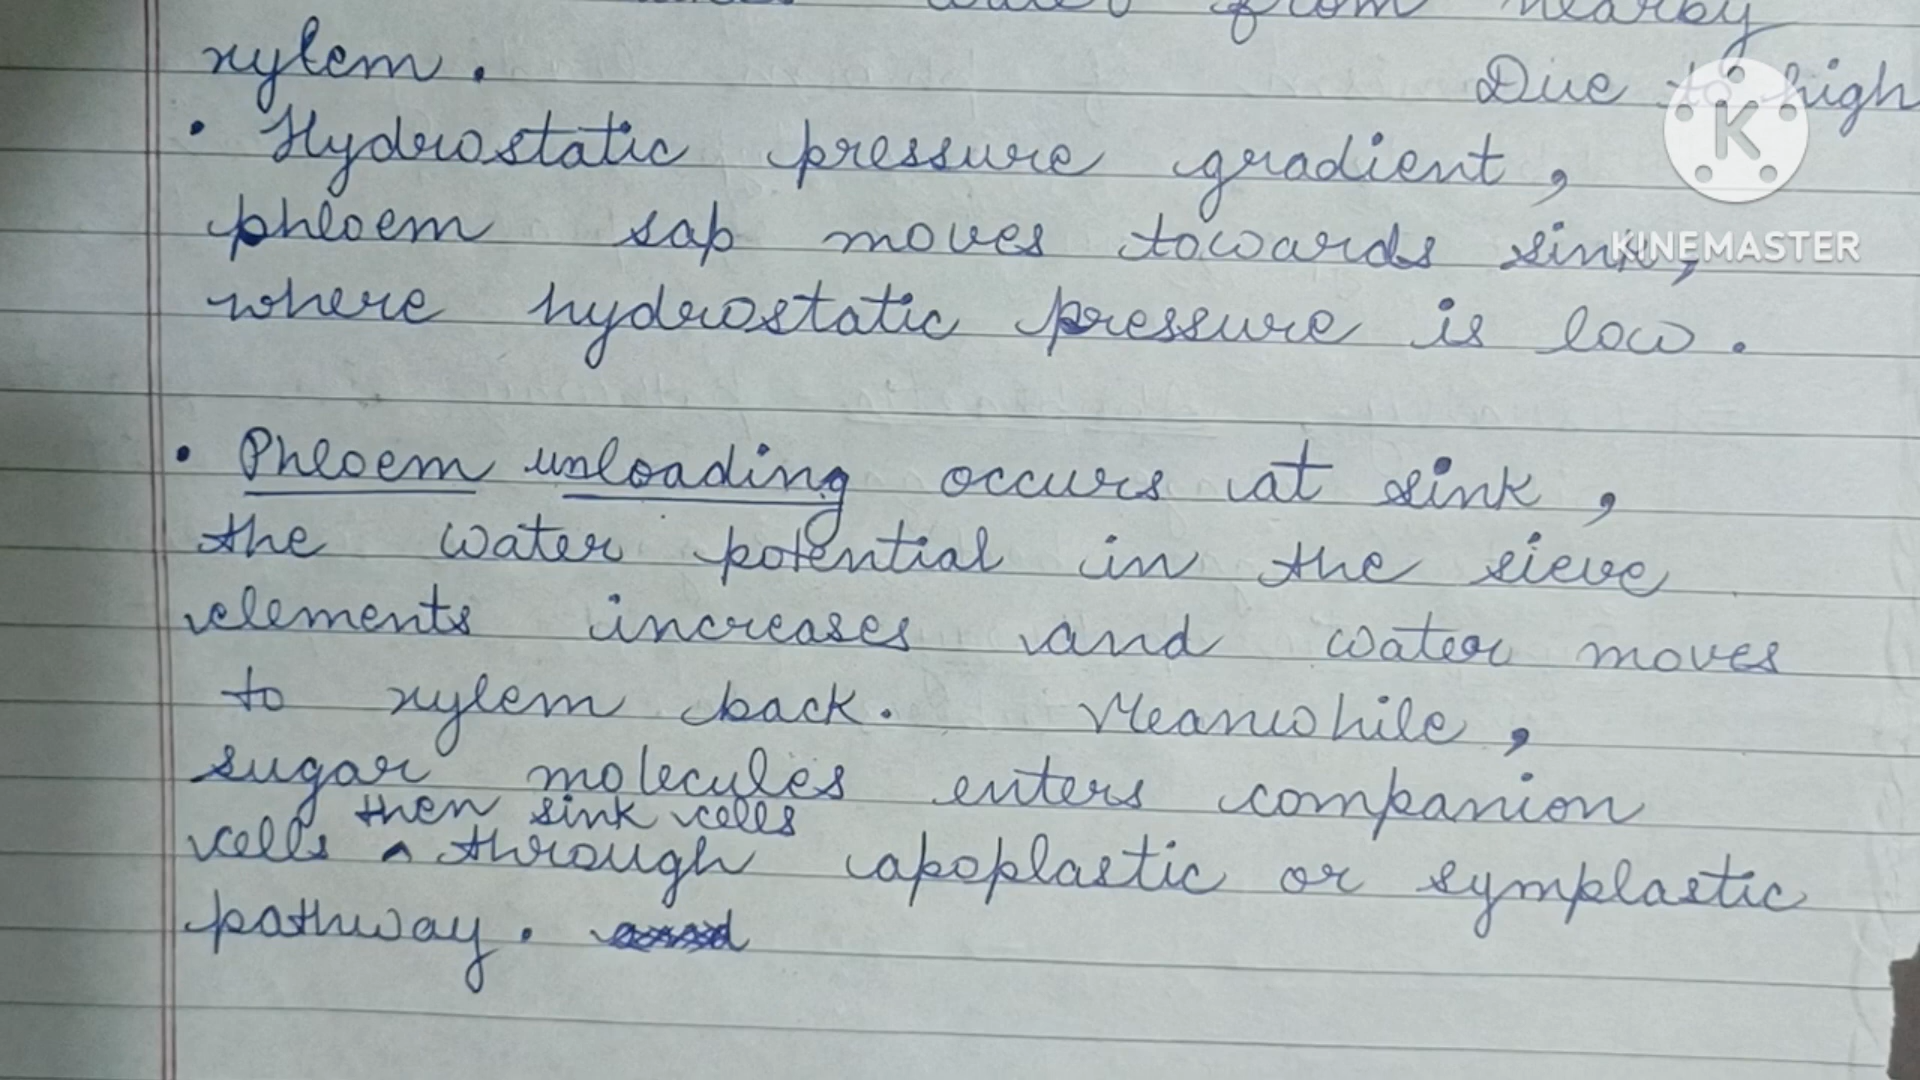 from nearby
xylem. Due to high
• Hydrostatic pressure gradient,
phloem sap moves towards sink,
where hydrostatic pressure is low.
• Phloem unloading occurs at sink,
the water potential in the sieve
elements increases and water moves
to xylem back. Meanwhile,
sugar molecules enters companion
then sink cells
cells ^ through apoplastic or symplastic
pathway.
K
KINEMASTER